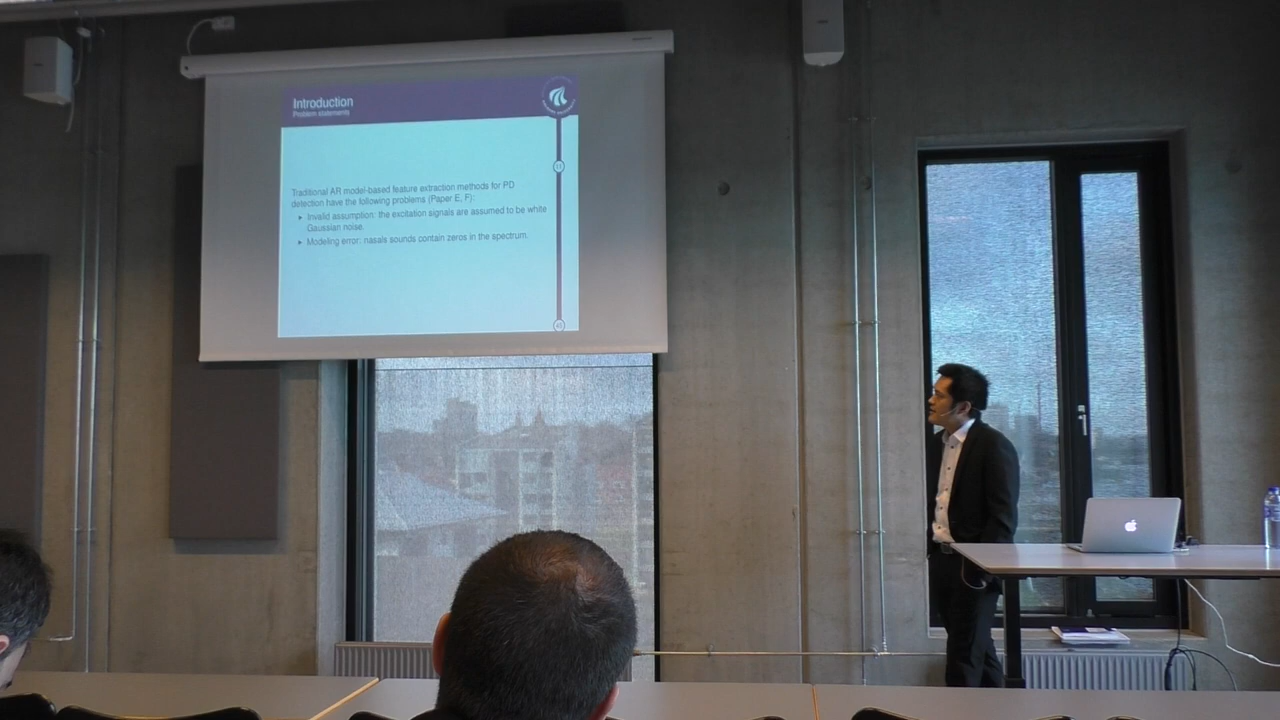 Introduction
Problem statements
Traditional AR model-based feature extraction methods for PD
detection have the following problems (Paper E, F):
Invalid assumption: the excitation signals are assumed to be white
Gaussian noise.
Modeling error: nasals sounds contain zeros in the spectrum.